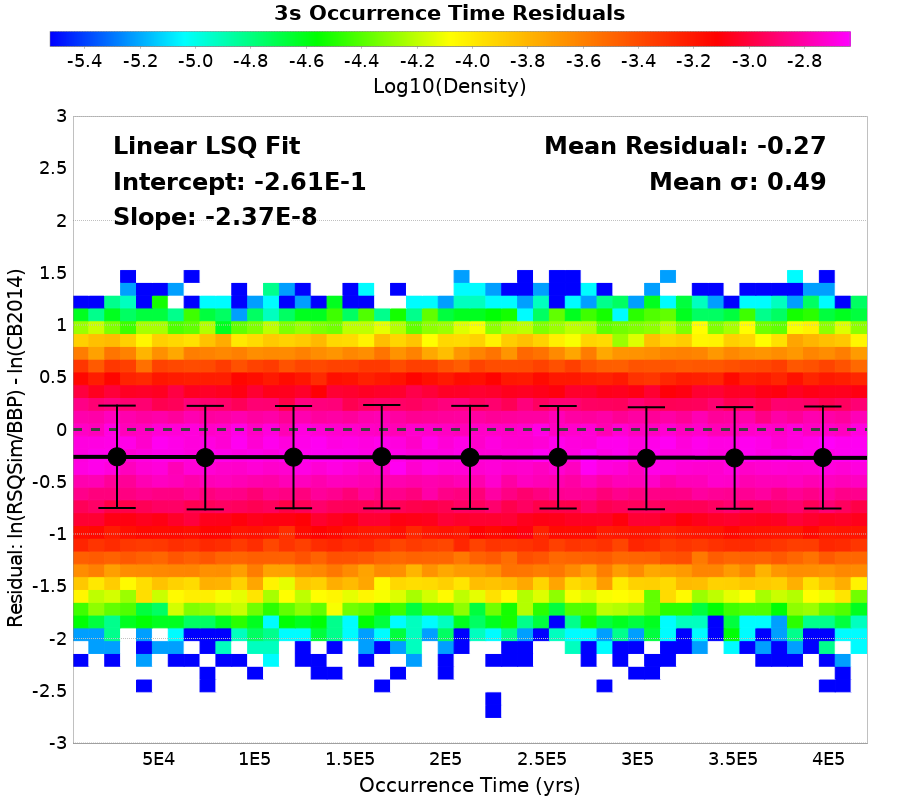 3s Occurrence Time Residuals
-5.4 -5.2 -5.0 -4.8 -4.6 -4.4 -4.2 -4.0 -3.8 -3.6 -3.4 -3.2 -3.0 -2.8
Log10(Density)
Linear LSQ Fit
Intercept: -2.61E-1
Slope: -2.37E-8
Mean Residual: -0.27
Mean σ: 0.49
Residual: ln(RSQSim/BBP) - ln(CB2014)
3
2.5
2
1.5
1
0.5
0
-0.5
-1
-1.5
-2
-2.5
-3
5E4 1E5 1.5E5 2E5 2.5E5 3E5 3.5E5 4E5
Occurrence Time (yrs)